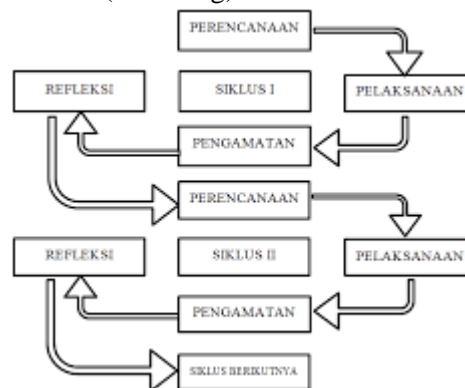 PERENCANAAN
REFLEKSI
SIKLUS I
PELAKSANAAN
PENGAMATAN
PERENCANAAN
REFLEKSI
SIKLUS II
PELAKSANAAN
PENGAMATAN
SIKLUS BERIKUTNYA